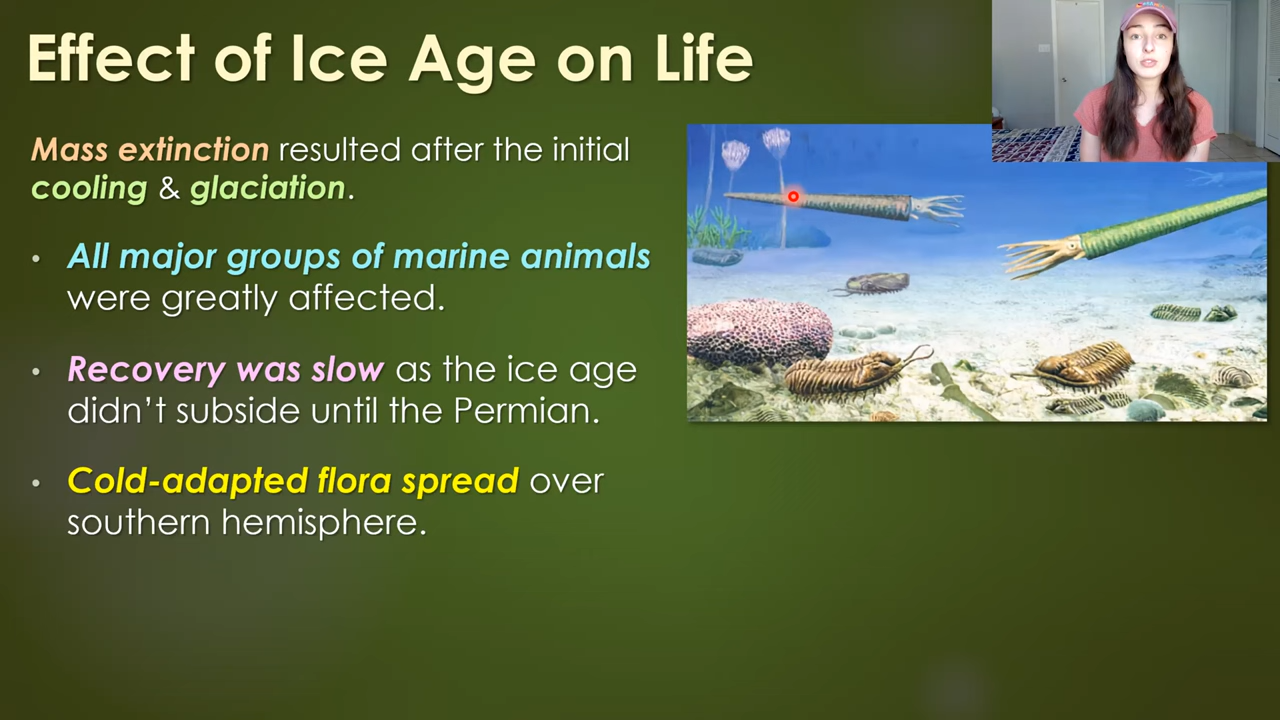 Effect of Ice Age on Life
Mass extinction resulted after the initial
cooling & glaciation.
• All major groups of marine animals
were greatly affected.
• Recovery was slow as the ice age
didn’t subside until the Permian.
• Cold-adapted flora spread over
southern hemisphere.